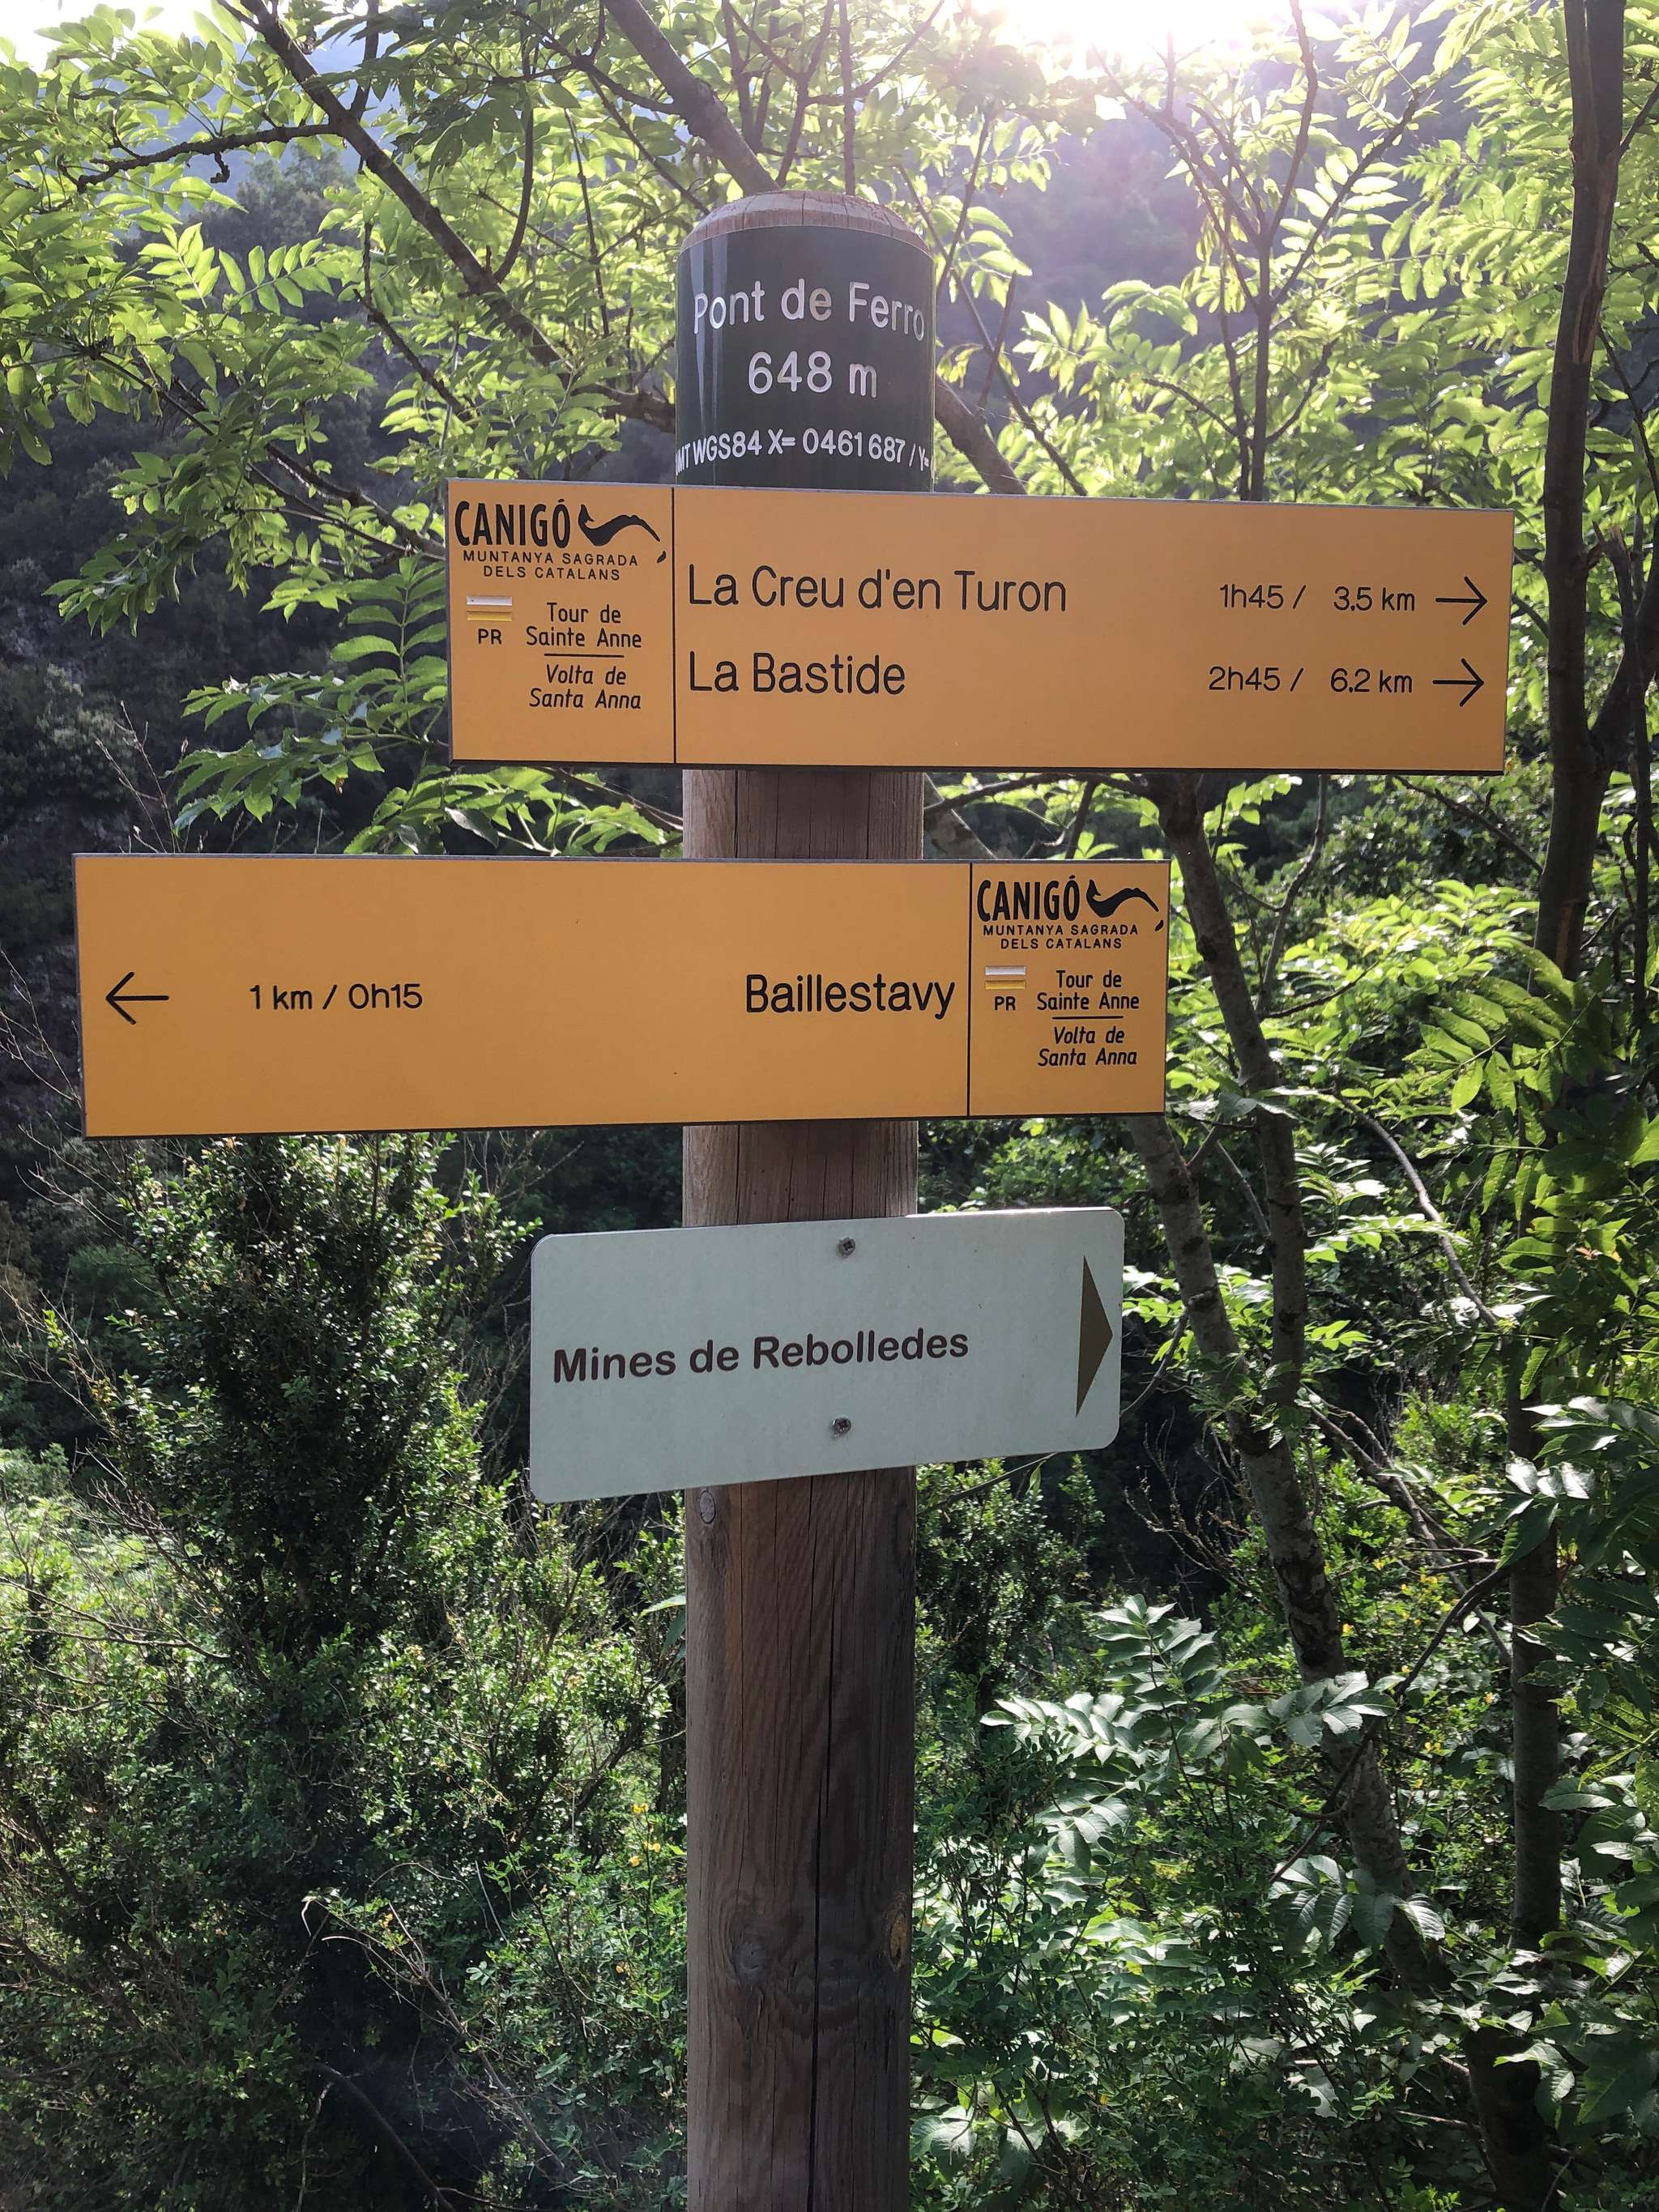 Pont de Ferro
648 m
WGS84 X= 0461687 /
CANIGÓ
MUNTANYA SAGRADA
DELS CATALANS
PR
Tour de
Sainte Anne
Volta de
Santa Anna
La Creu d'en Turon 1h45 / 3,5 km →
La Bastide 2h45 / 6,2 km →
← 1 km / 0h15 Baillestavy
CANIGÓ
MUNTANYA SAGRADA
DELS CATALANS
PR
Tour de
Sainte Anne
Volta de
Santa Anna
Mines de Rebolledes